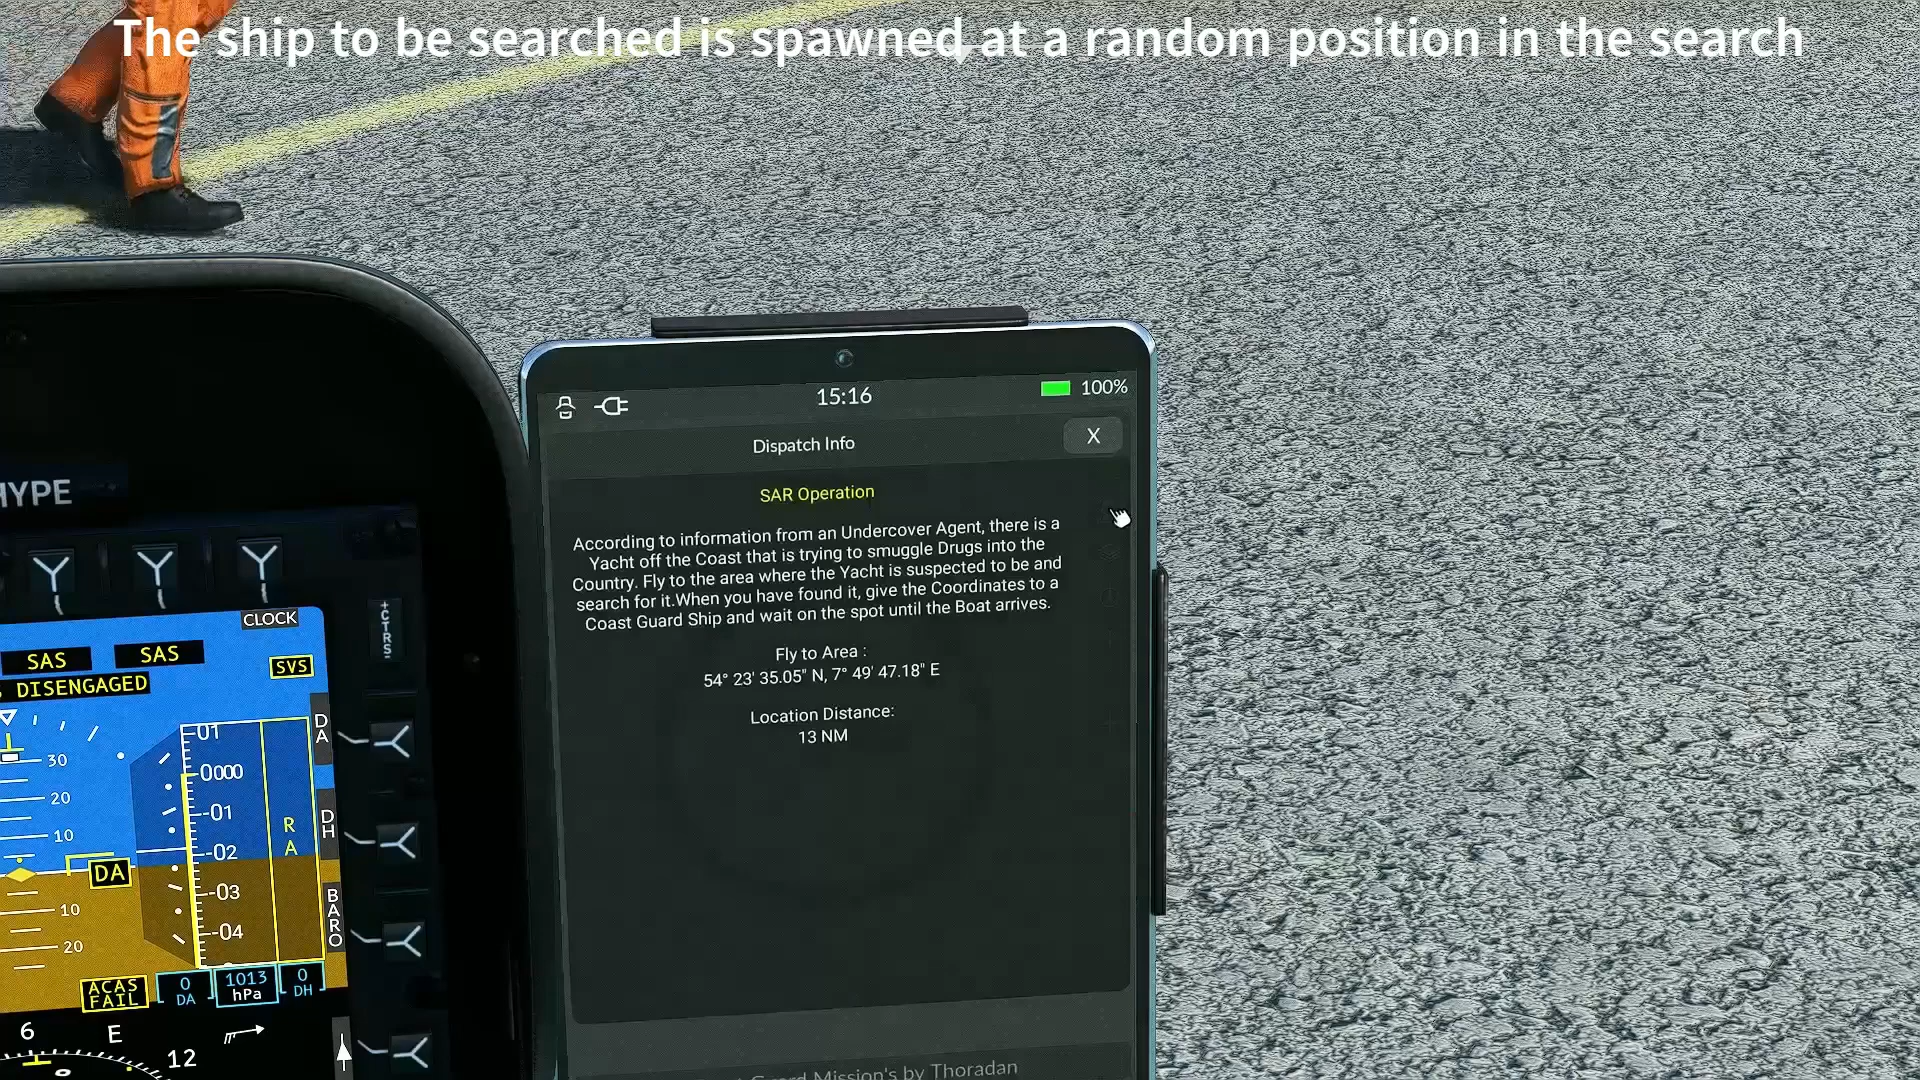 The ship to be searched is spawned at a random position in the search
15:16
100%
Dispatch Info
X
SAR Operation
According to information from an Undercover Agent, there is a
Yacht off the Coast that is trying to smuggle Drugs into the
Country. Fly to the area where the Yacht is suspected to be and
search for it.When you have found it, give the Coordinates to a
Coast Guard Ship and wait on the spot until the Boat arrives.
Fly to Area :
54° 23' 35.05" N, 7° 49' 47.18" E
Location Distance:
13 NM
Mission's by Thoradan
HYPE
+CTRS-
CLOCK
SAS
SAS
SVS
DISENGAGED
DA
01
30
0000
20
-01
RA
DH
10
-02
DA
-03
BARO
10
-04
20
ACAS
FAIL
0
DA
1013
hPa
0
DH
6
E
12